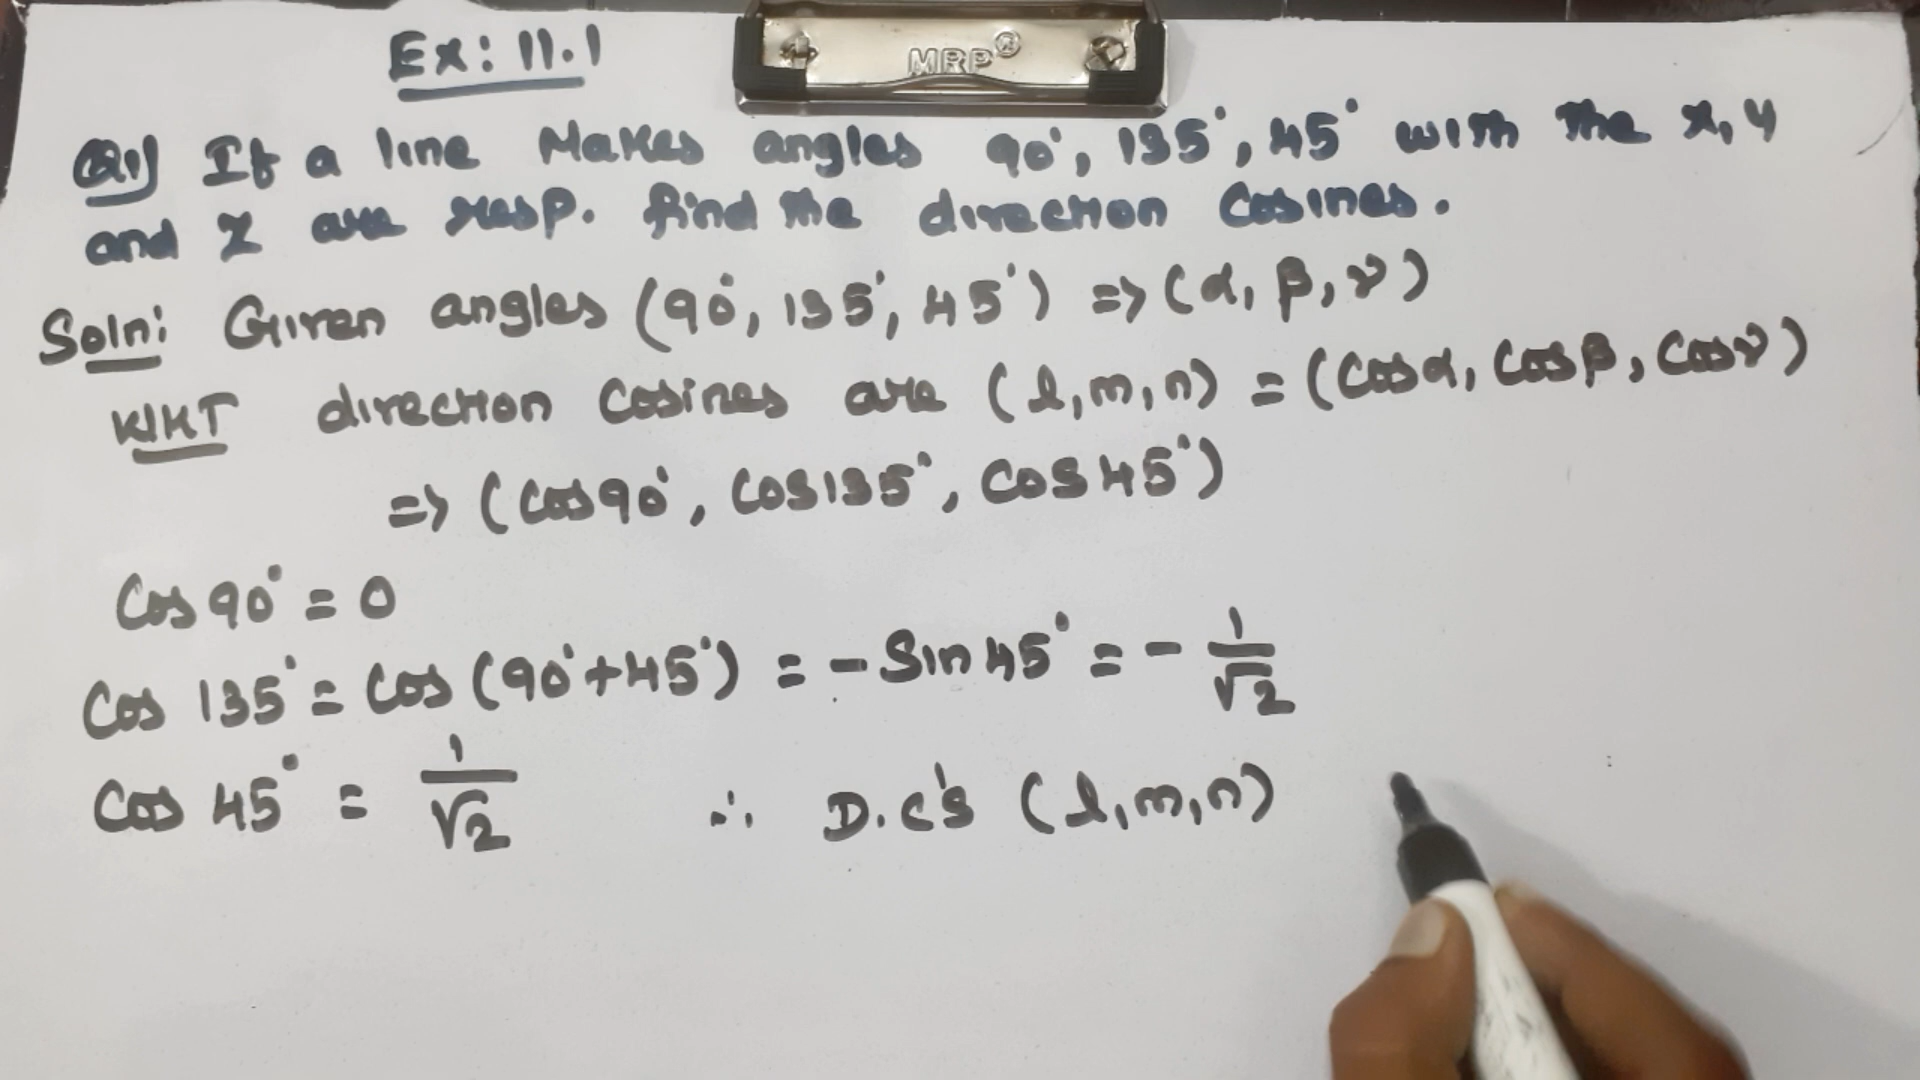 MRP®
Ex: 11.1
Q1) If a line Makes angles 90°, 135°, 45° with the x, y
and z are resp. find the direction Cosines.
Soln: Given angles (90°, 135°, 45°) => (α, β, γ)
WKT direction Cosines are (l, m, n) = (Cosα, Cosβ, Cosγ)
=> (Cos90°, COS135°, COS45°)
Cos 90° = 0
Cos 135° = Cos (90°+45°) = - Sin 45° = - 1/√2
Cos 45° = 1/√2 ∴ D.C's (l, m, n)